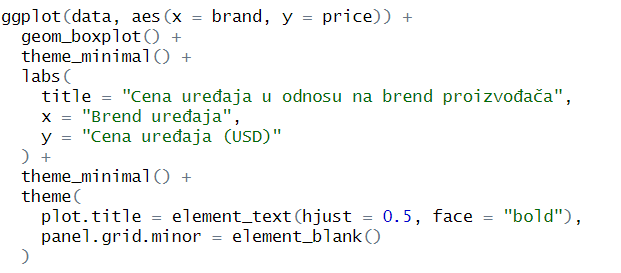 ggplot(data, aes(x = brand, y = price)) +
  geom_boxplot() +
  theme_minimal() +
  labs(
    title = "Cena uređaja u odnosu na brend proizvođača",
    x = "Brend uređaja",
    y = "Cena uređaja (USD)"
  ) +
  theme_minimal() +
  theme(
    plot.title = element_text(hjust = 0.5, face = "bold"),
    panel.grid.minor = element_blank()
  )